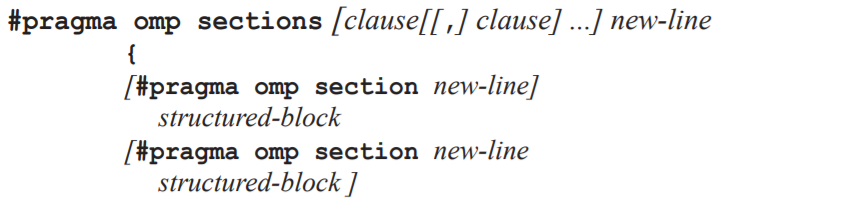 #pragma omp sections [clause[[,] clause] ...] new-line
{
[#pragma omp section new-line]
structured-block
[#pragma omp section new-line
structured-block ]